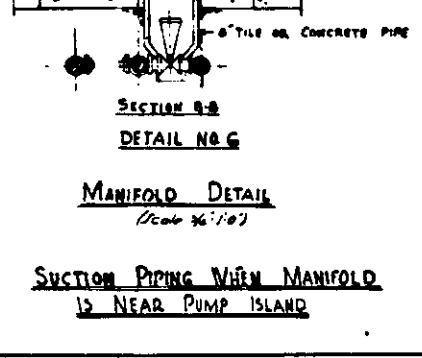 6" TILE OR CONCRETE PIPE
SECTION B-B
DETAIL NO. 6
MANIFOLD DETAIL
(Scale
SUCTION PIPING WHEN MANIFOLD
IS NEAR PUMP ISLAND